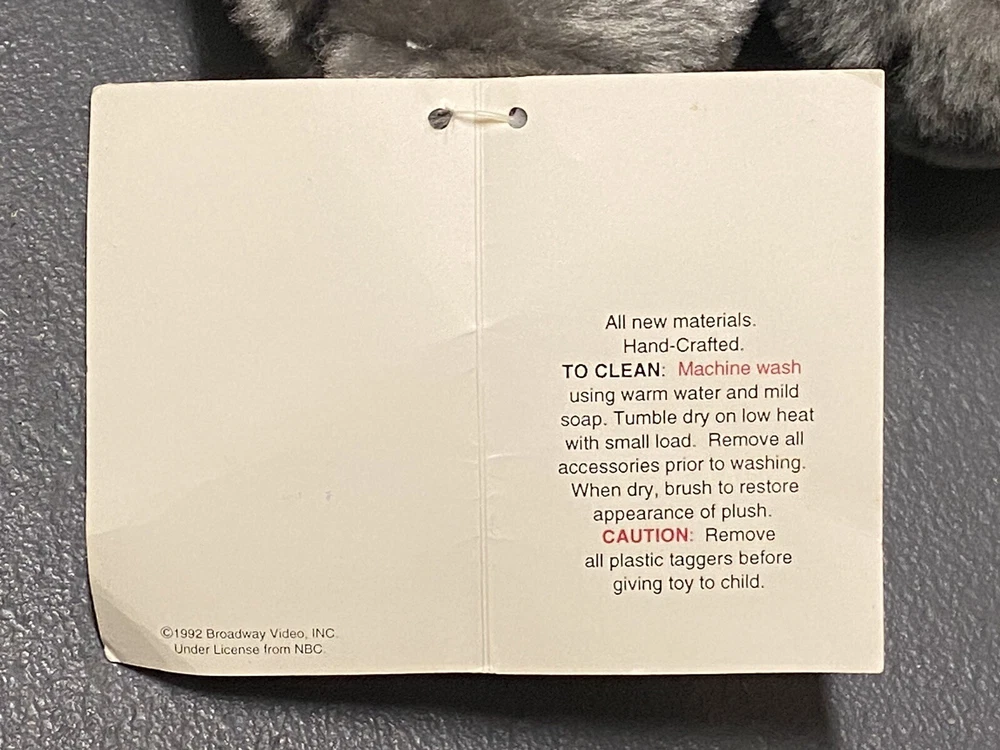 ©1992 Broadway Video, INC.
Under License from NBC.
All new materials.
Hand-Crafted.
TO CLEAN: Machine wash
using warm water and mild
soap. Tumble dry on low heat
with small load. Remove all
accessories prior to washing.
When dry, brush to restore
appearance of plush.
CAUTION: Remove
all plastic taggers before
giving toy to child.